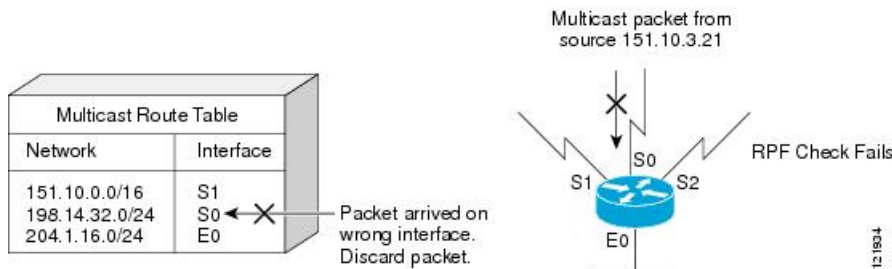 Multicast packet from
source 151.10.3.21
Multicast Route Table
Network Interface
151.10.0.0/16 S1
198.14.32.0/24 S0
204.1.16.0/24 E0
Packet arrived on
wrong interface.
Discard packet.
S0
S1
S2
E0
RPF Check Fails
121934